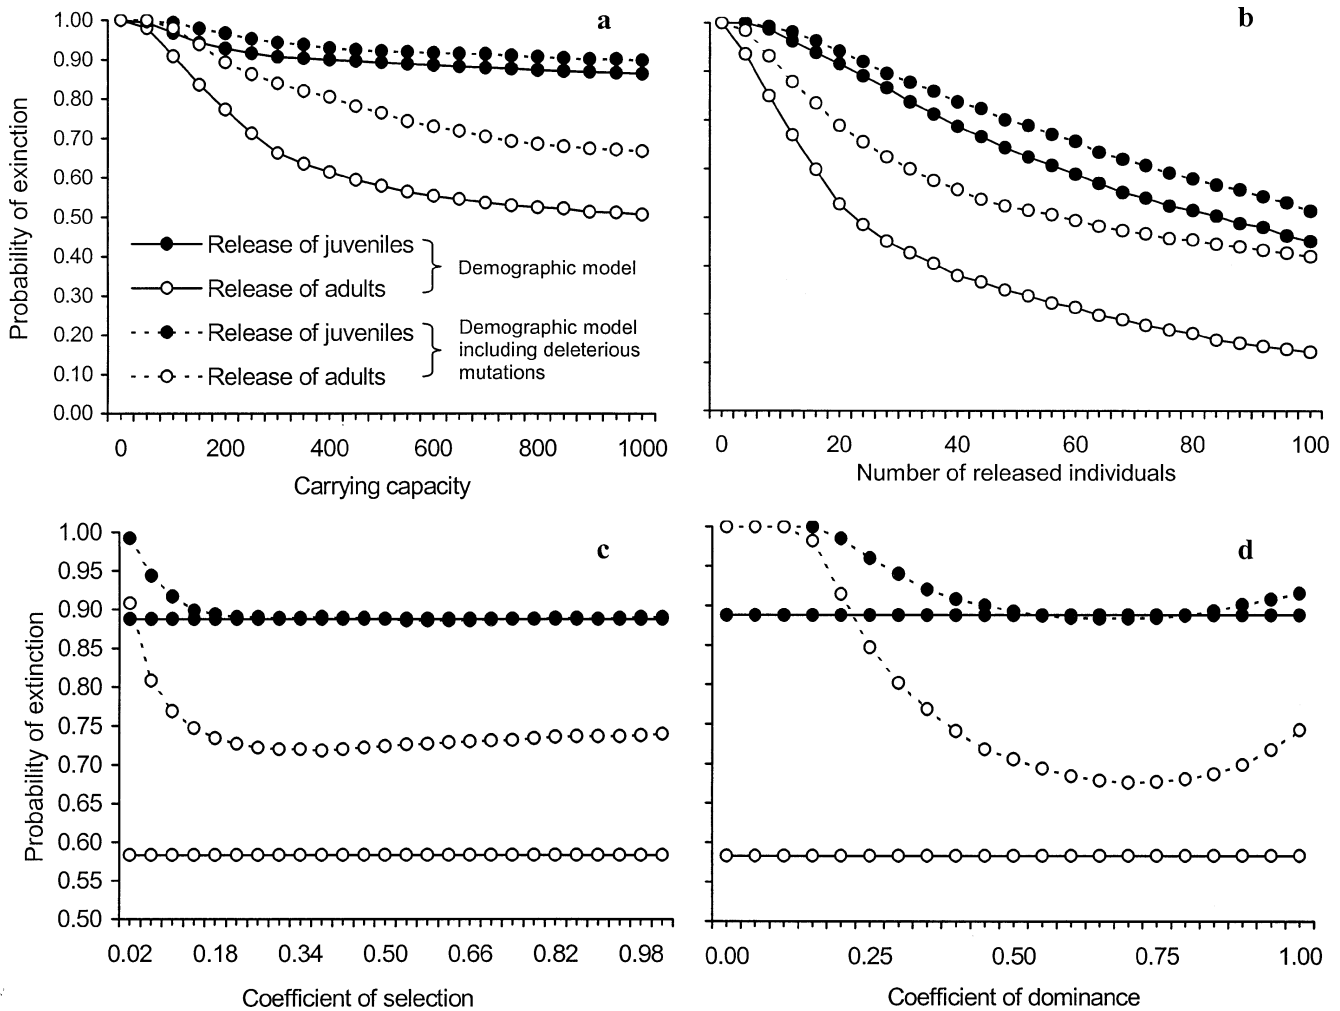 a
b
Probability of exinction
1.00
0.90
0.80
0.70
0.60
0.50
0.40
0.30
0.20
0.10
0.00
Release of juveniles
Release of adults
Demographic model
Release of juveniles
Release of adults
Demographic model
including deleterious
mutations
0 200 400 600 800 1000
Carrying capacity
0 20 40 60 80 100
Number of released individuals
c
d
Probability of extinction
1.00
0.95
0.90
0.85
0.80
0.75
0.70
0.65
0.60
0.55
0.50
0.02 0.18 0.34 0.50 0.66 0.82 0.98
Coefficient of selection
0.00 0.25 0.50 0.75 1.00
Coefficient of dominance